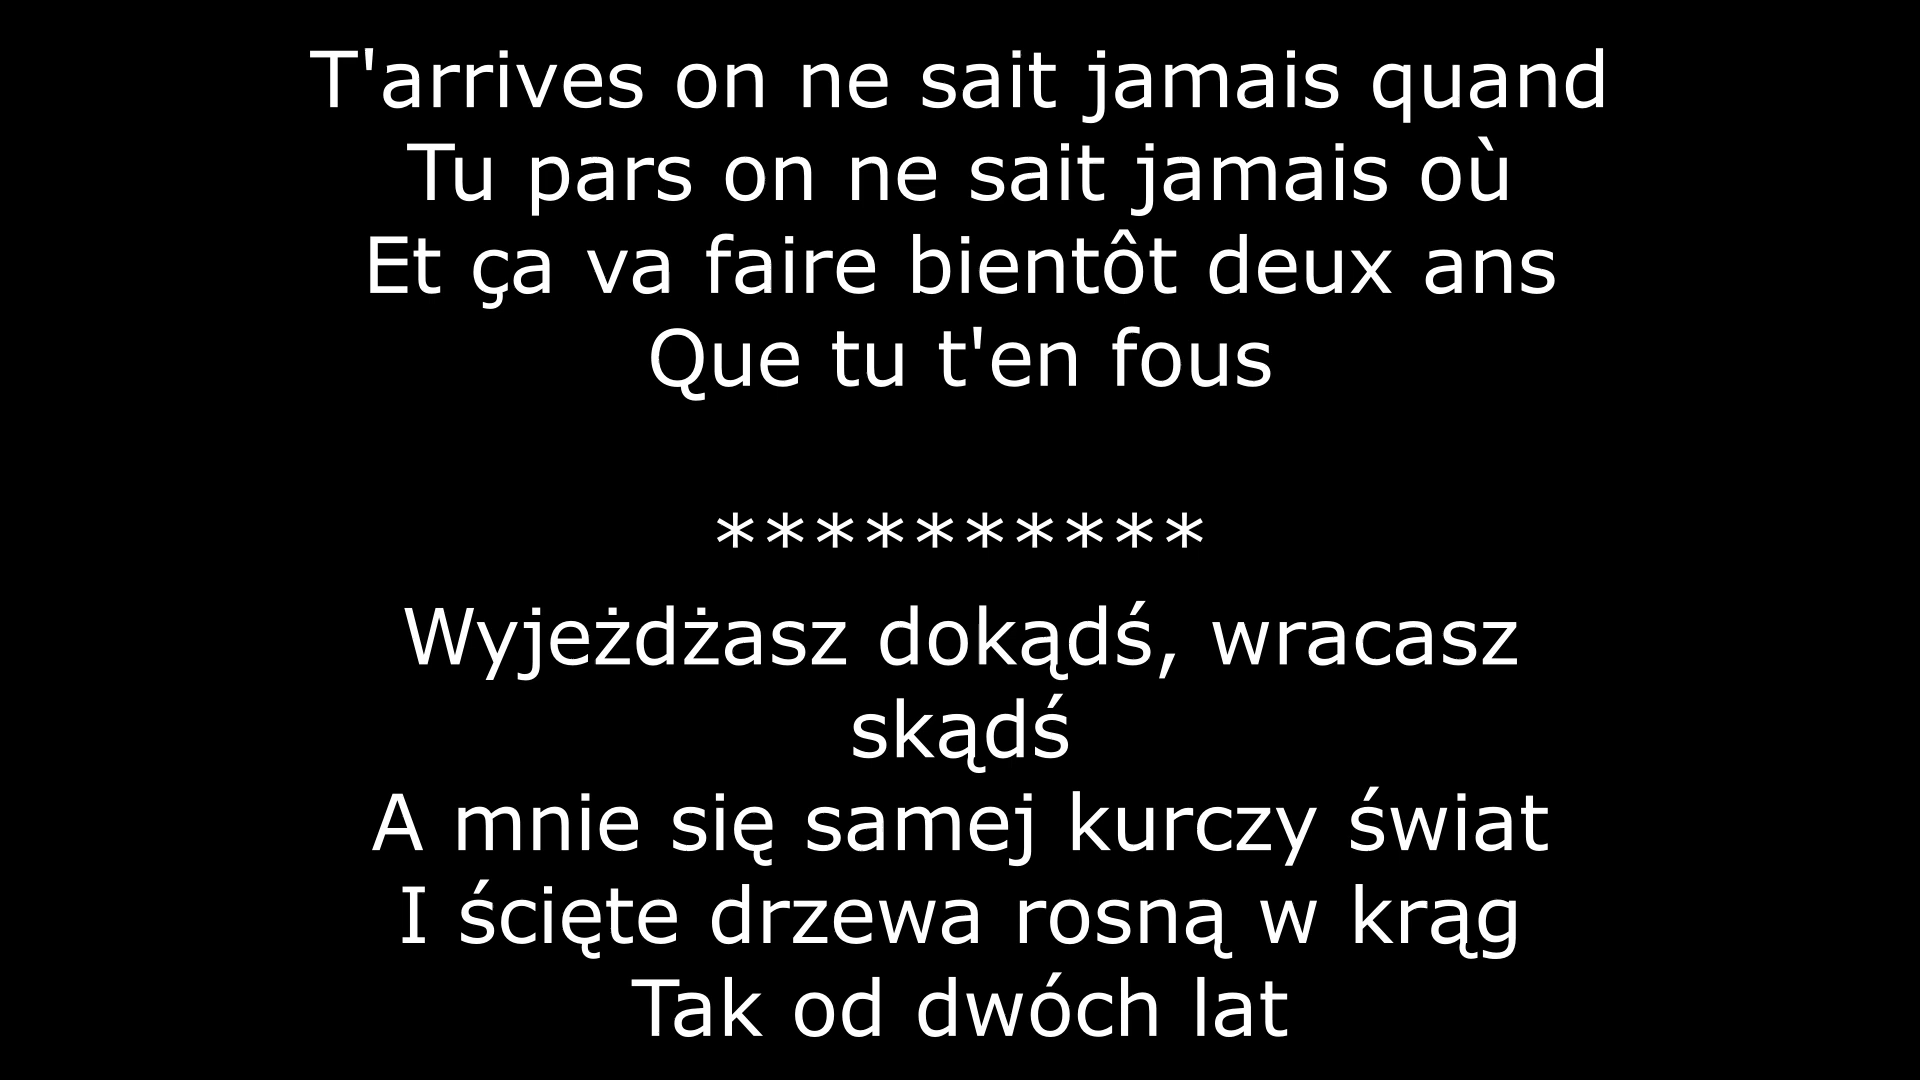 T'arrives on ne sait jamais quand
Tu pars on ne sait jamais où
Et ça va faire bientôt deux ans
Que tu t'en fous
**********
Wyjeżdżasz dokądś, wracasz
skądś
A mnie się samej kurczy świat
I ścięte drzewa rosną w krąg
Tak od dwóch lat